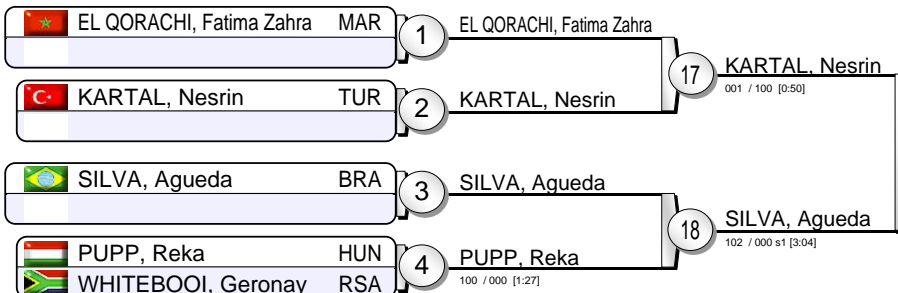 EL QORACHI, Fatima Zahra MAR
1
EL QORACHI, Fatima Zahra
17
KARTAL, Nesrin
001 / 100 [0:50]
KARTAL, Nesrin TUR
2
KARTAL, Nesrin
SILVA, Agueda BRA
3
SILVA, Agueda
18
SILVA, Agueda
102 / 000 s1 [3:04]
PUPP, Reka HUN
4
PUPP, Reka
100 / 000 [1:27]
WHITEBOOI, Geronay RSA